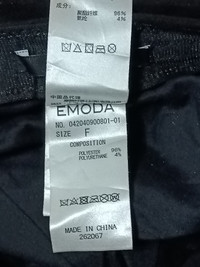 成分:
聚酯纤维 96%
氨纶 4%
EMODA
NO. 042040900801-01
SIZE F
COMPOSITION
POLYESTER 96%
POLYURETHANE 4%
MADE IN CHINA
262067